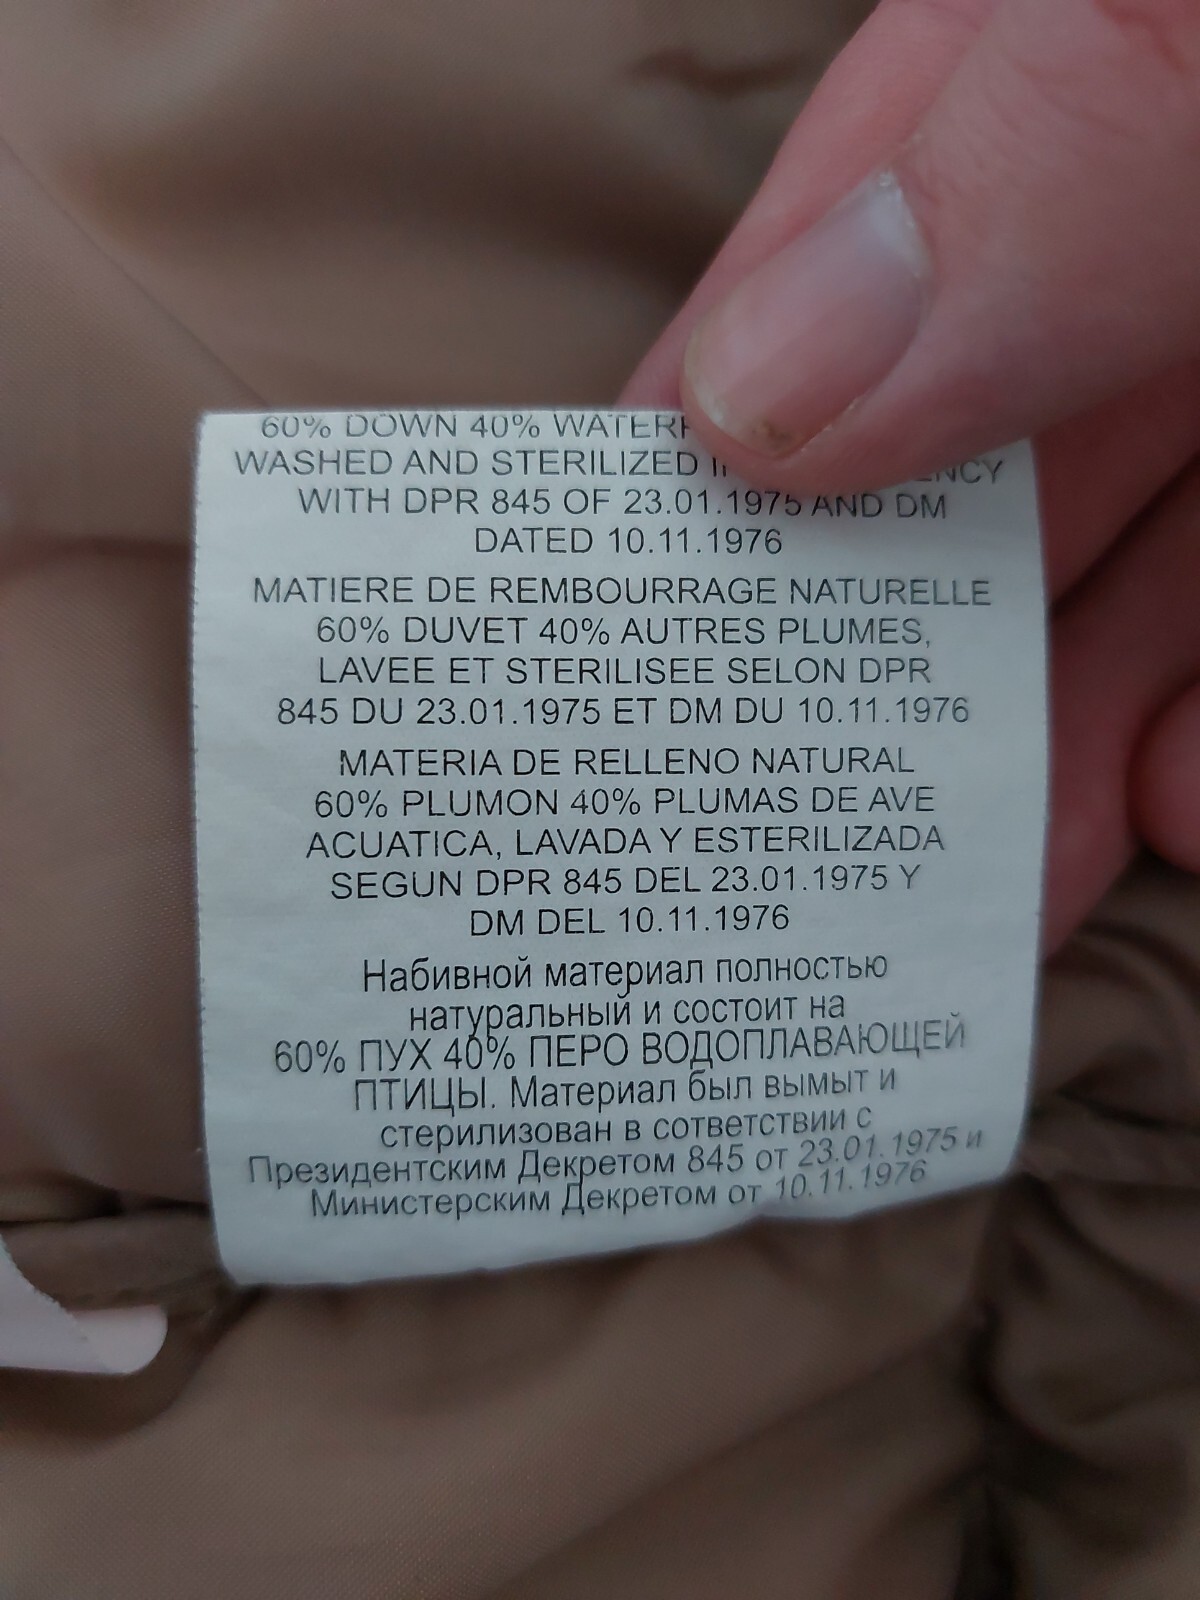 60% DOWN 40%
WASHED AND STERILIZED
WITH DPR 845 OF 23.01.1975 AND DM
DATED 10.11.1976
MATIERE DE REMBOURRAGE NATURELLE
60% DUVET 40% AUTRES PLUMES,
LAVEE ET STERILISEE SELON DPR
845 DU 23.01.1975 ET DM DU 10.11.1976
MATERIA DE RELLENO NATURAL
60% PLUMON 40% PLUMAS DE AVE
ACUATICA, LAVADA Y ESTERILIZADA
SEGUN DPR 845 DEL 23.01.1975 Y
DM DEL 10.11.1976
Набивной материал полностью
натуральный и состоит на
60% ПУХ 40% ПЕРО ВОДОПЛАВАЮЩЕЙ
ПТИЦЫ. Материал был вымыт и
стерилизован в сответствии с
Президентским Декретом 845 от 23.01.1975 и
Министерским Декретом от 10.11.1976